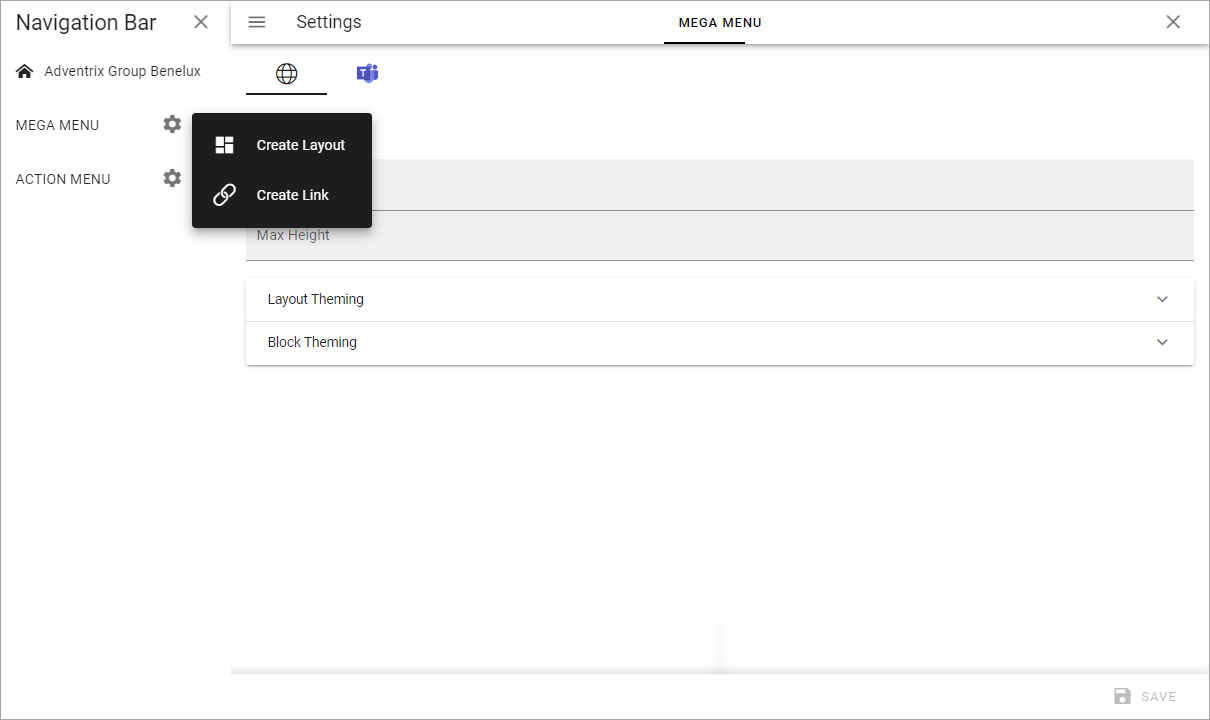 Navigation Bar
Settings
MEGA MENU
Adventrix Group Benelux
MEGA MENU
ACTION MENU
Create Layout
Create Link
Max Height
Layout Theming
Block Theming
SAVE